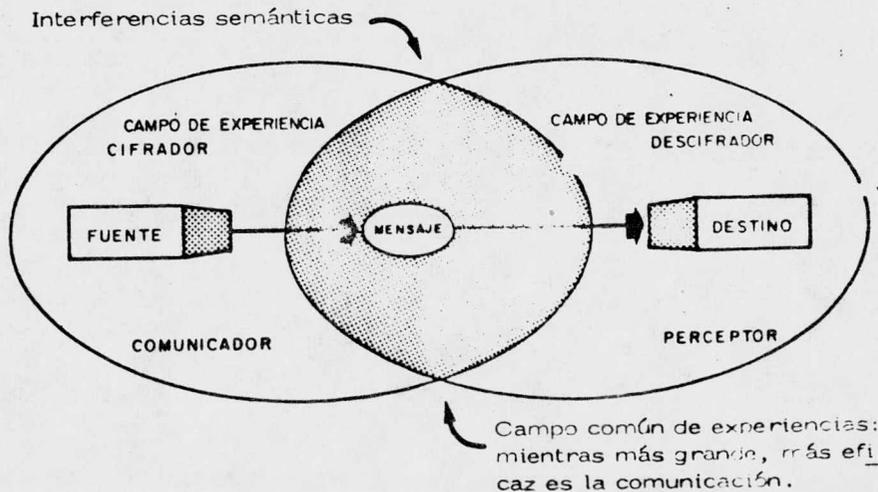 Interferencias semánticas
CAMPO DE EXPERIENCIA
CIFRADOR
CAMPO DE EXPERIENCIA
DESCIFRADOR
FUENTE
MENSAJE
DESTINO
COMUNICADOR
PERCEPTOR
Campo común de experiencias:
mientras más grande, más efi
caz es la comunicación.